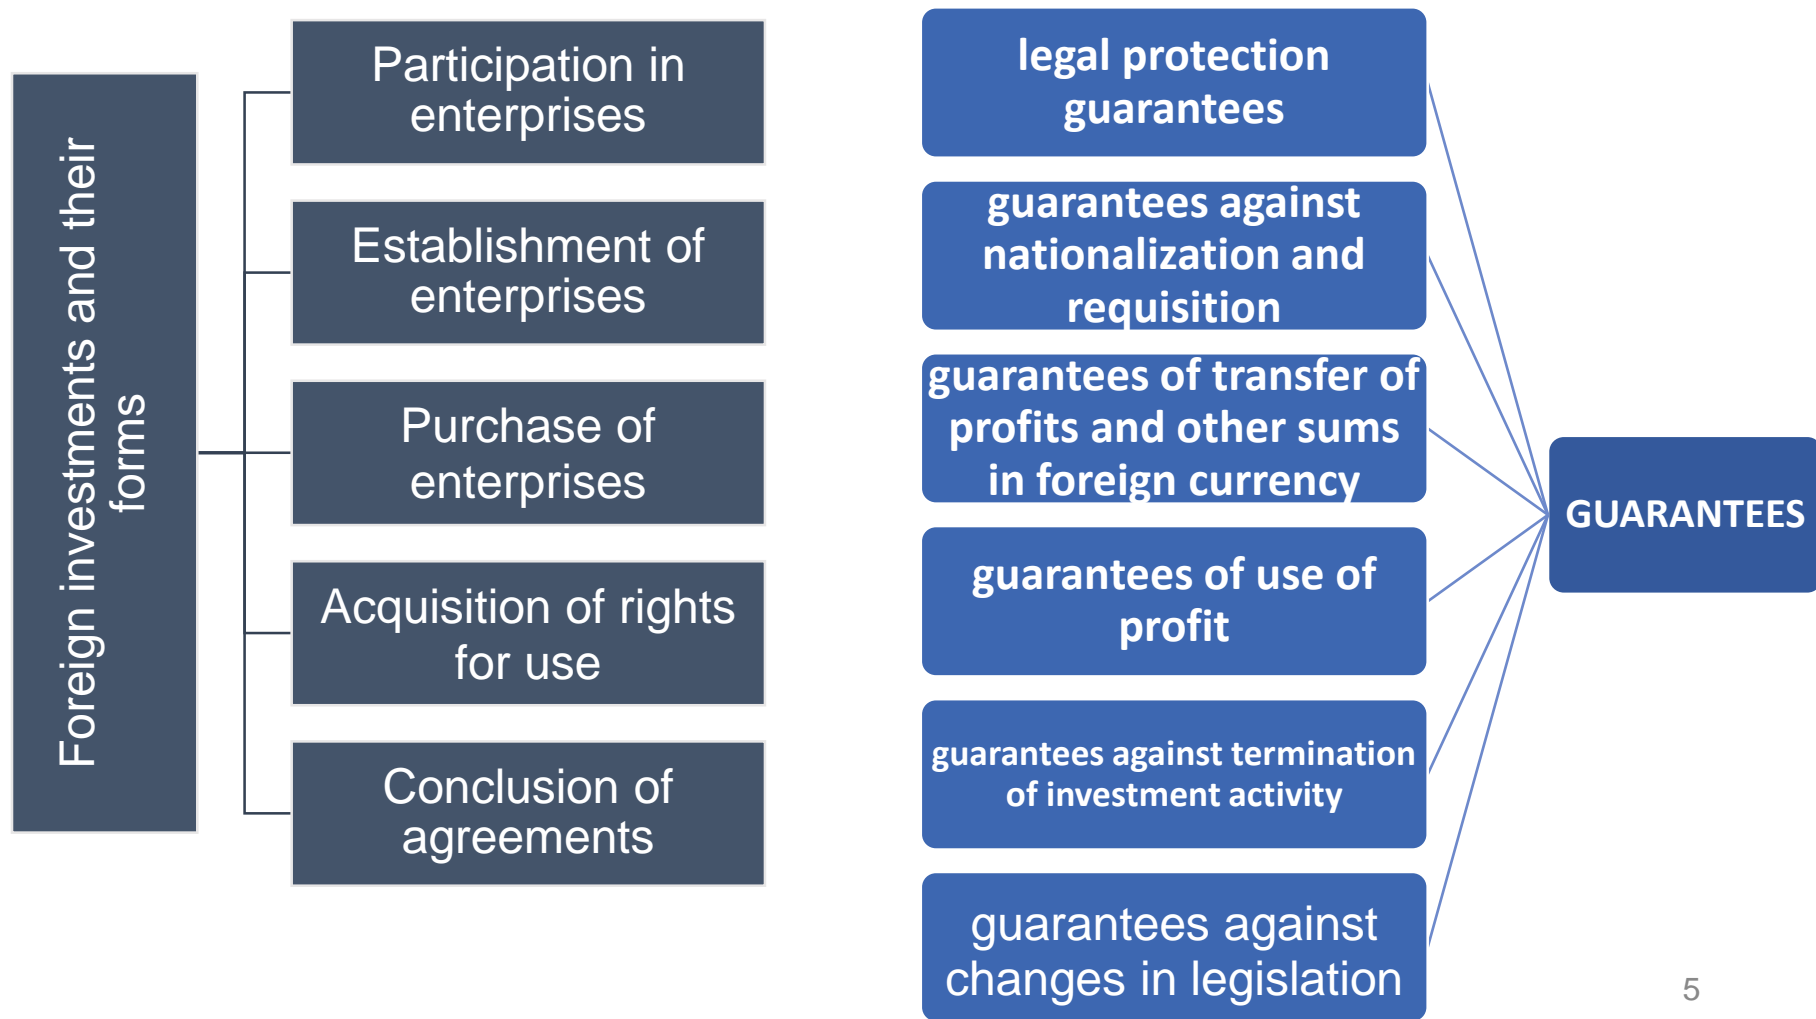 Foreign investments and their
forms
Participation in
enterprises
Establishment of
enterprises
Purchase of
enterprises
Acquisition of rights
for use
Conclusion of
agreements
legal protection
guarantees
guarantees against
nationalization and
requisition
guarantees of transfer of
profits and other sums
in foreign currency
guarantees of use of
profit
guarantees against termination
of investment activity
guarantees against
changes in legislation
GUARANTEES
5